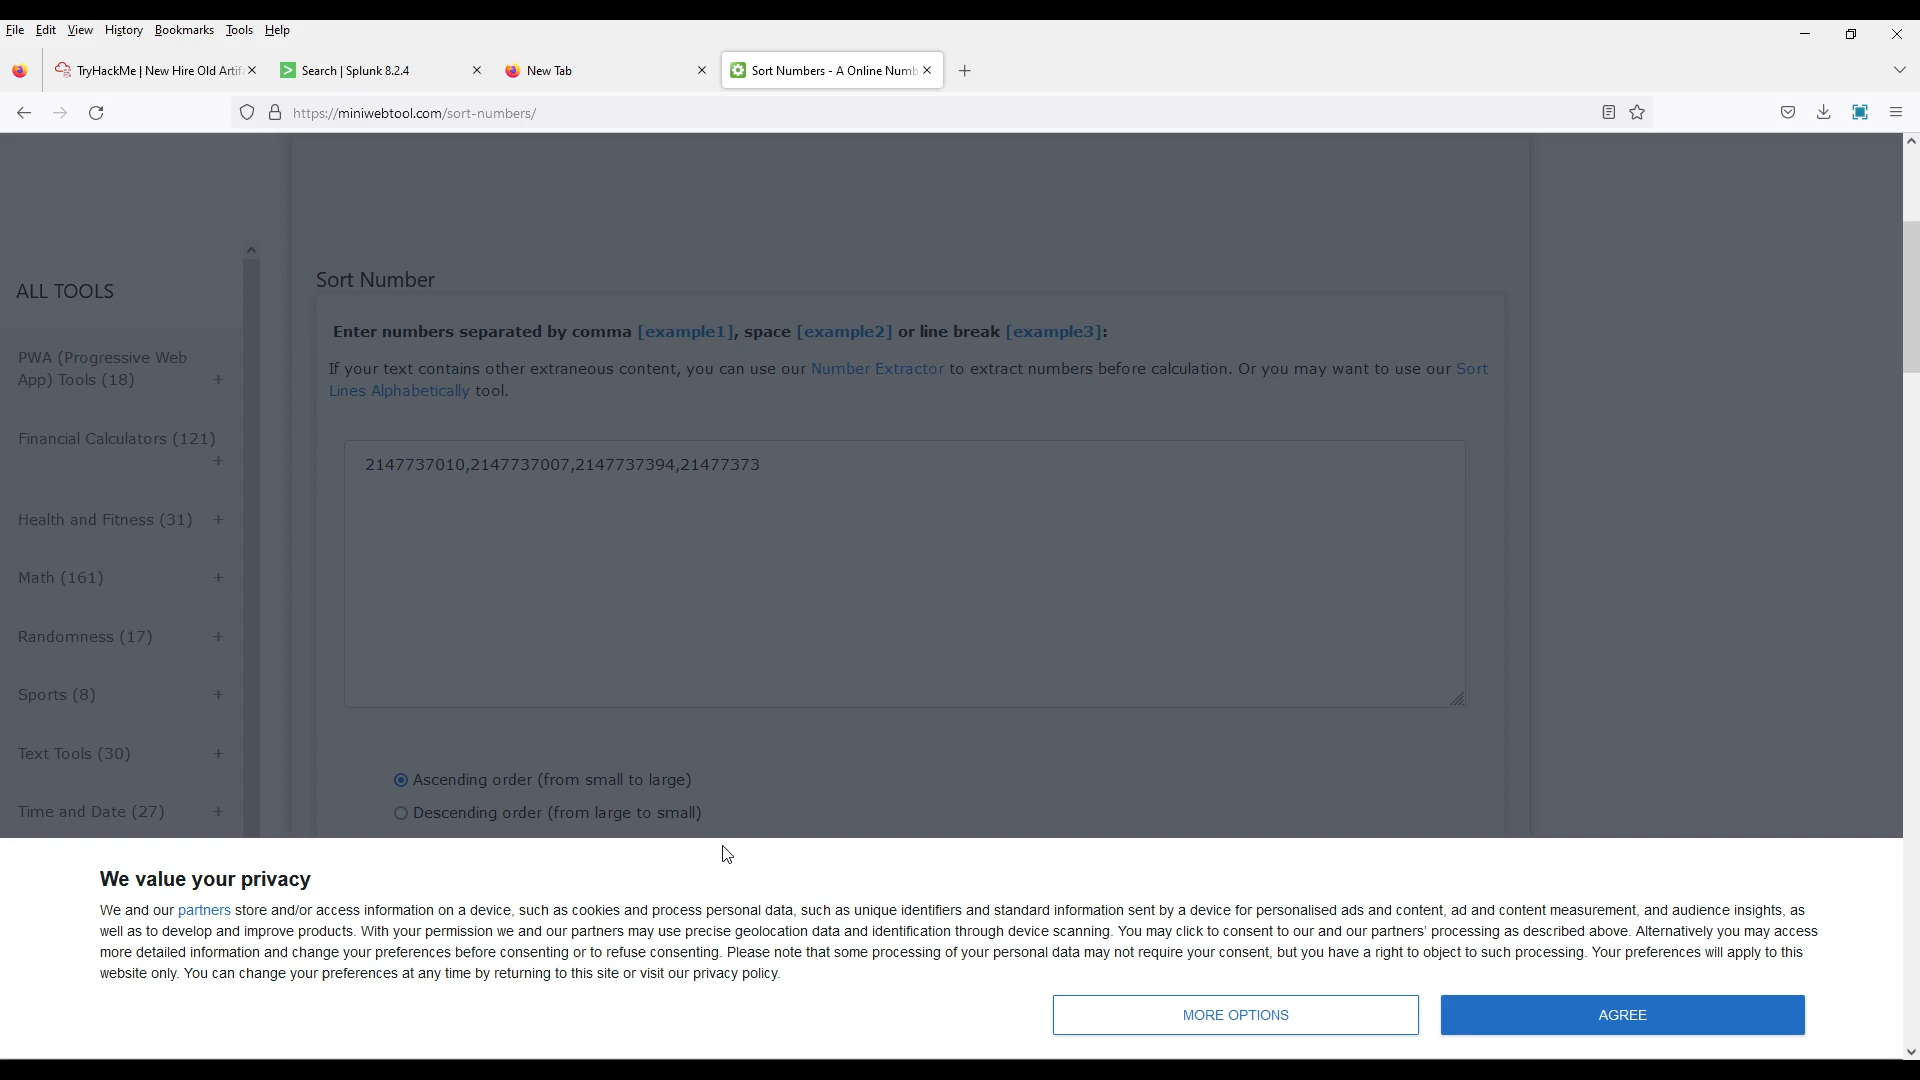 File Edit View History Bookmarks Tools Help
TryHackMe | New Hire Old Artif
Search | Splunk 8.2.4
New Tab
Sort Numbers - A Online Numb
https://miniwebtool.com/sort-numbers/
ALL TOOLS
PWA (Progressive Web
App) Tools (18) +
Financial Calculators (121)
+
Health and Fitness (31) +
Math (161) +
Randomness (17) +
Sports (8) +
Text Tools (30) +
Time and Date (27) +
Sort Number
Enter numbers separated by comma [example1], space [example2] or line break [example3]:
If your text contains other extraneous content, you can use our Number Extractor to extract numbers before calculation. Or you may want to use our Sort
Lines Alphabetically tool.
2147737010,2147737007,2147737394,21477373
Ascending order (from small to large)
Descending order (from large to small)
We value your privacy
We and our partners store and/or access information on a device, such as cookies and process personal data, such as unique identifiers and standard information sent by a device for personalised ads and content, ad and content measurement, and audience insights, as
well as to develop and improve products. With your permission we and our partners may use precise geolocation data and identification through device scanning. You may click to consent to our and our partners' processing as described above. Alternatively you may access
more detailed information and change your preferences before consenting or to refuse consenting. Please note that some processing of your personal data may not require your consent, but you have a right to object to such processing. Your preferences will apply to this
website only. You can change your preferences at any time by returning to this site or visit our privacy policy.
MORE OPTIONS
AGREE